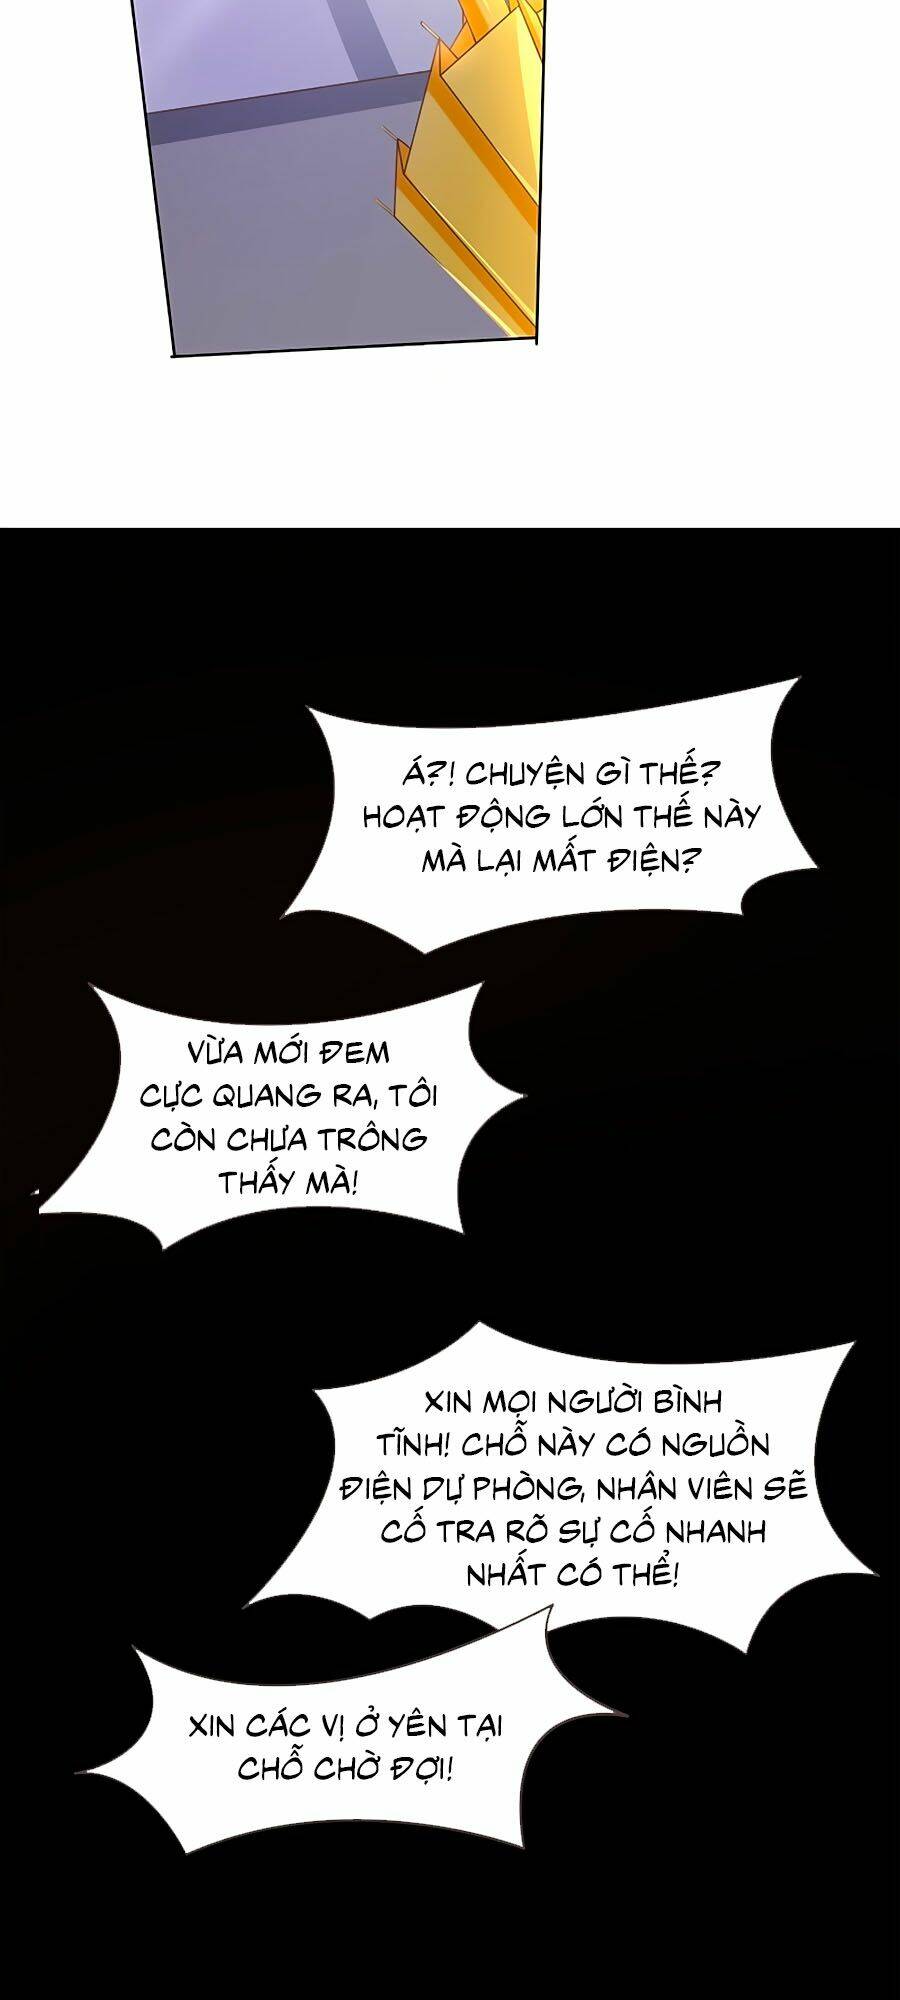 Á?! CHUYỆN GÌ THẾ?
HOẠT ĐỘNG LỚN THẾ NÀY
MÀ LẠI MẤT ĐIỆN?
VỪA MỚI ĐEM
CỰC QUANG RA, TÔI
CÒN CHƯA TRÔNG
THẤY MÀ!
XIN MỌI NGƯỜI BÌNH
TĨNH! CHỖ NÀY CÓ NGUỒN
ĐIỆN DỰ PHÒNG, NHÂN VIÊN SẼ
CỐ TRA RÕ SỰ CỐ NHANH
NHẤT CÓ THỂ!
XIN CÁC VỊ Ở YÊN TẠI
CHỖ CHỜ ĐỢI!